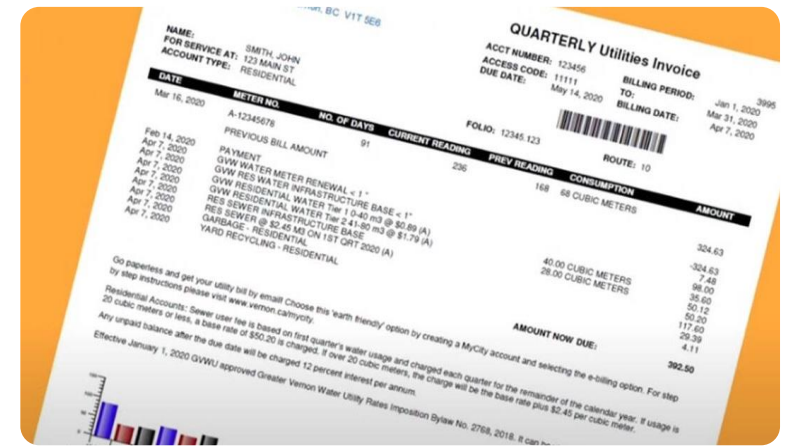 BC V1T 5E6
QUARTERLY Utilities Invoice
NAME: SMITH, JOHN
FOR SERVICE AT: 123 MAIN ST
ACCOUNT TYPE: RESIDENTIAL
ACCT NUMBER: 123456
ACCESS CODE: 11111
DUE DATE: May 14, 2020
3995
BILLING PERIOD: Jan 1, 2020
TO: Mar 31, 2020
BILLING DATE: Apr 7, 2020
FOLIO: 12345.123
ROUTE: 10
DATE METER NO. NO. OF DAYS CURRENT READING PREV READING CONSUMPTION AMOUNT
Mar 16, 2020 A-12345678 91 236 168 68 CUBIC METERS
PREVIOUS BILL AMOUNT 324.63
Feb 14, 2020 PAYMENT -324.63
Apr 7, 2020 GVW WATER METER RENEWAL < 1" 7.48
Apr 7, 2020 GVW RES WATER INFRASTRUCTURE BASE < 1" 98.00
Apr 7, 2020 GVW RESIDENTIAL WATER Tier 1 0-40 m3 @ $0.89 (A) 40.00 CUBIC METERS 35.60
Apr 7, 2020 GVW RESIDENTIAL WATER Tier 2 41-80 m3 @ $1.79 (A) 28.00 CUBIC METERS 50.12
Apr 7, 2020 RES SEWER INFRASTRUCTURE BASE 50.20
Apr 7, 2020 RES SEWER @ $2.45 M3 ON 1ST QRT 2020 (A) 117.60
Apr 7, 2020 GARBAGE - RESIDENTIAL 29.39
Apr 7, 2020 YARD RECYCLING - RESIDENTIAL 4.11
AMOUNT NOW DUE: 392.50
Go paperless and get your utility bill by email! Choose this 'earth friendly' option by creating a MyCity account and selecting the e-billing option. For step
by step instructions please visit www.vernon.ca/mycity.
Residential Accounts: Sewer user fee is based on first quarter's water usage and charged each quarter for the remainder of the calendar year. If usage is
20 cubic meters or less, a base rate of $50.20 is charged. If over 20 cubic meters, the charge will be the base rate plus $2.45 per cubic meter.
Any unpaid balance after the due date will be charged 12 percent interest per annum.
Effective January 1, 2020 GVWU approved Greater Vernon Water Utility Rates Imposition Bylaw No. 2768, 2018. It can be